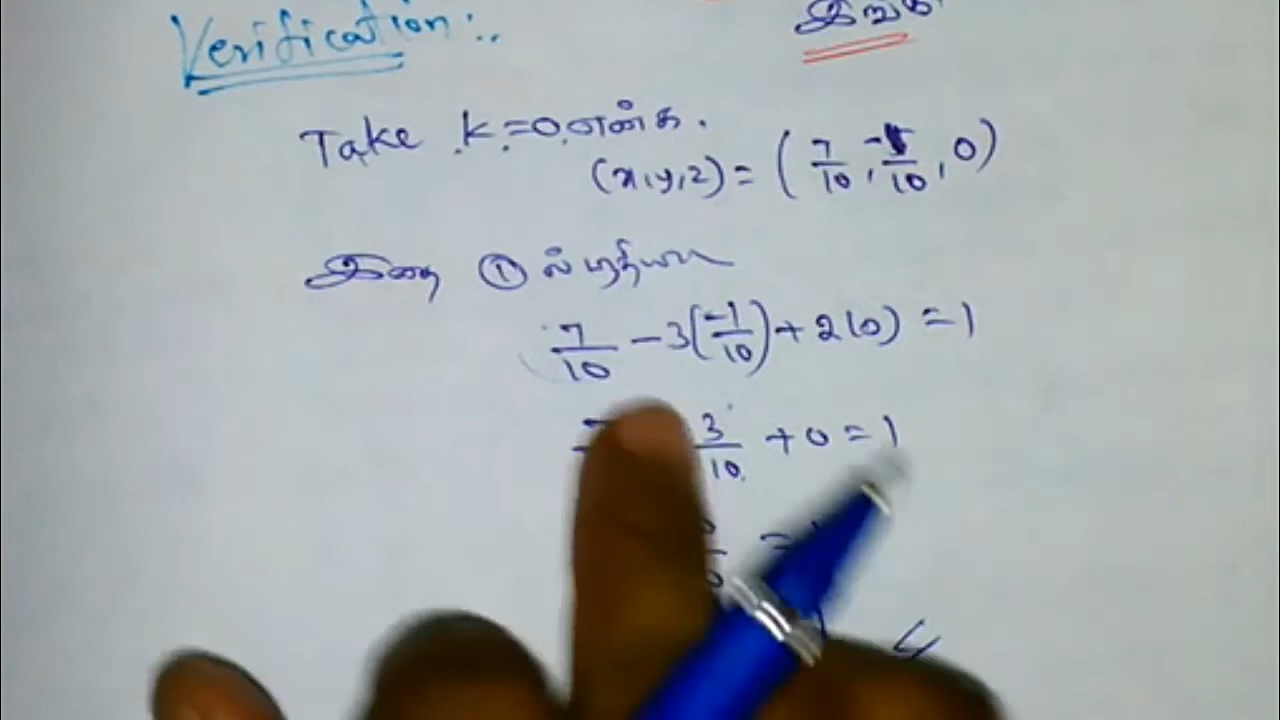 Verification :.
Take k=0 என்க.
(x,y,z) = (7/10, -1/10, 0)
இதை ① ல் பிரதியிட
7/10 - 3(-1/10) + 2(0) = 1
3/10 + 0 = 1
=